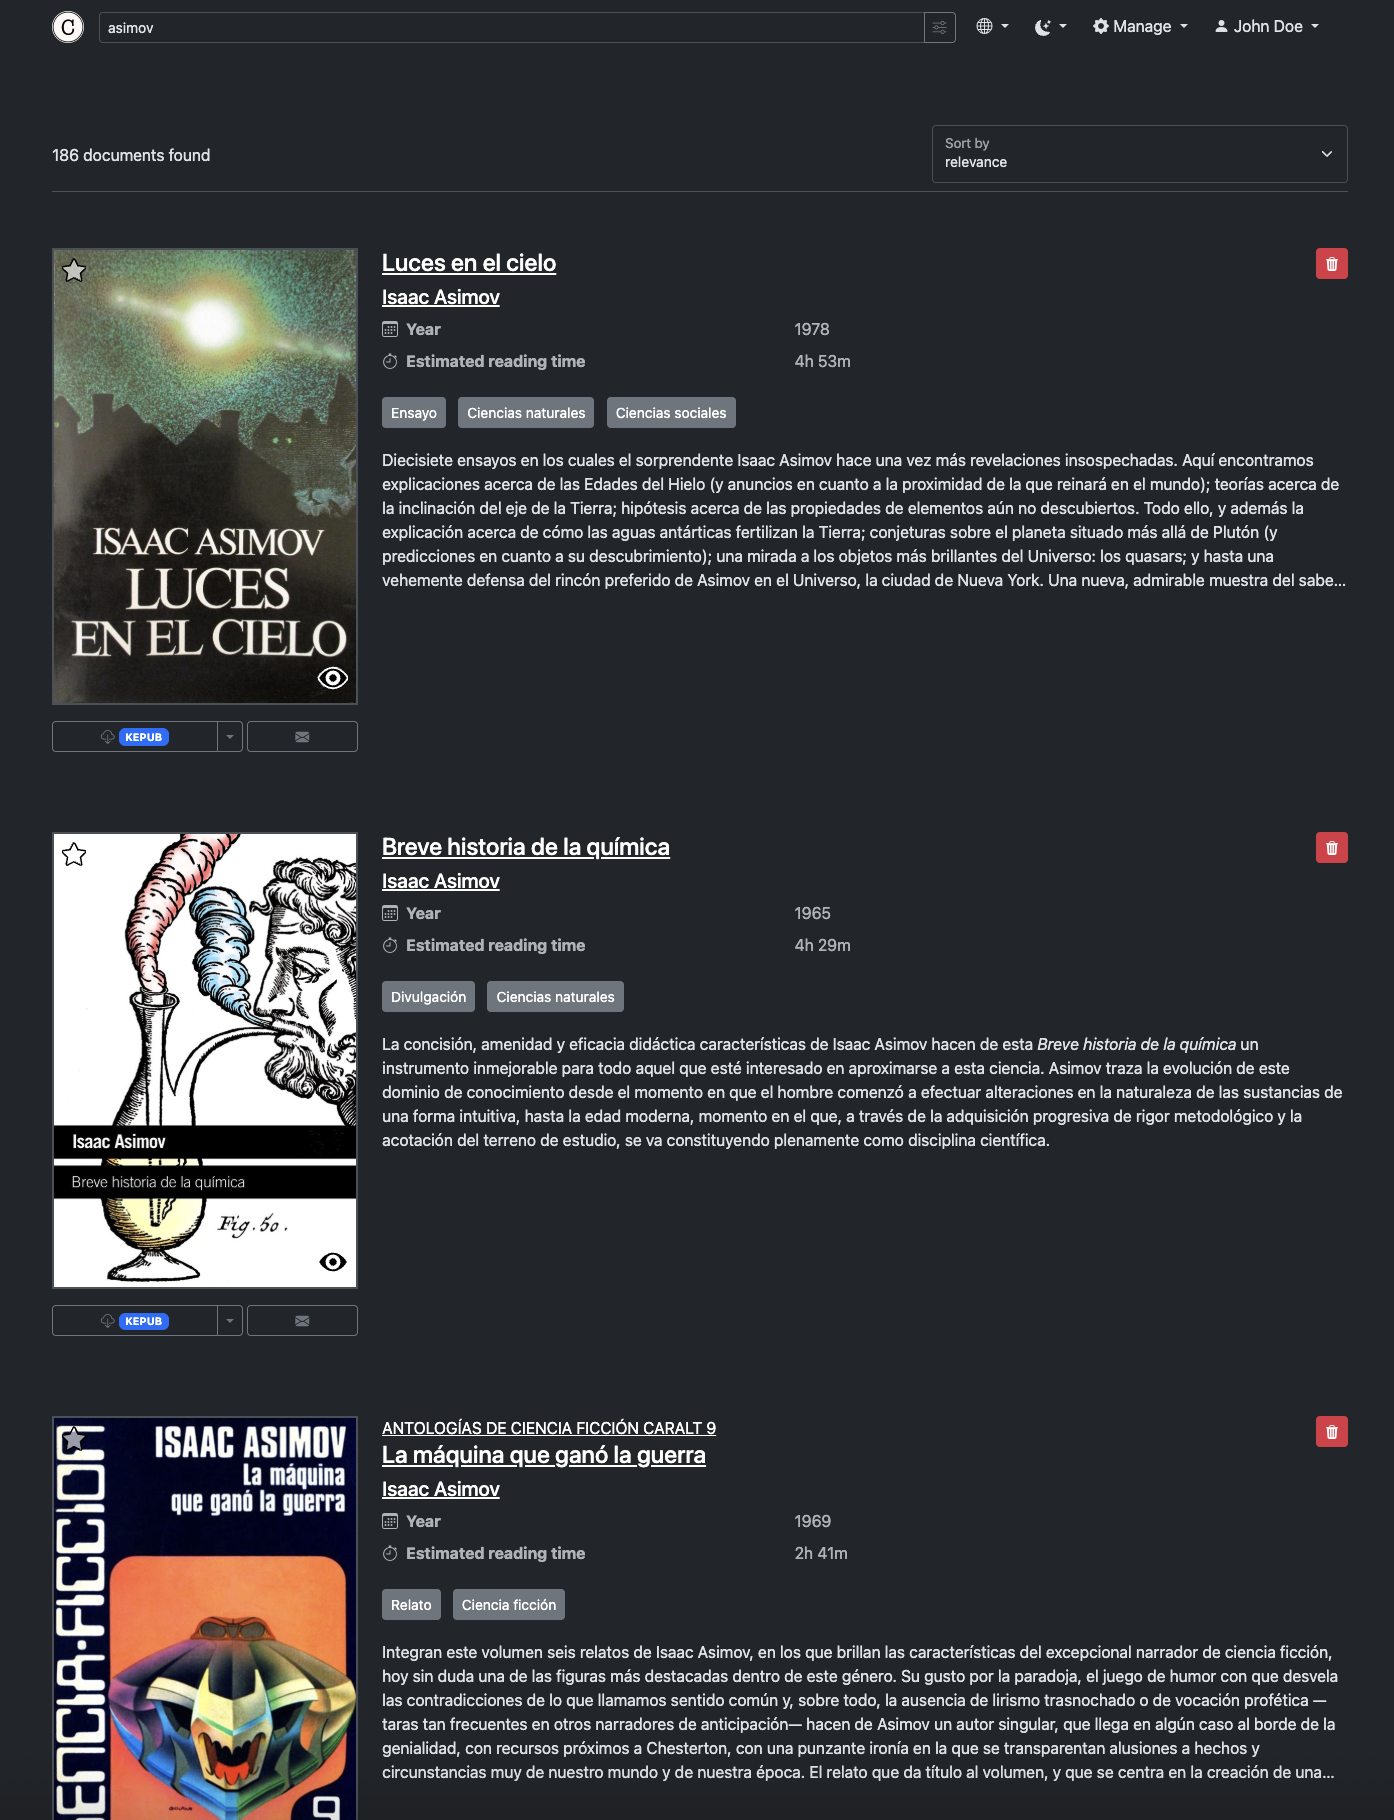 C
asimov
Manage
John Doe
186 documents found
Sort by
relevance
Luces en el cielo
Isaac Asimov
Year
1978
Estimated reading time
4h 53m
Ensayo
Ciencias naturales
Ciencias sociales
Diecisiete ensayos en los cuales el sorprendente Isaac Asimov hace una vez más revelaciones insospechadas. Aquí encontramos
explicaciones acerca de las Edades del Hielo (y anuncios en cuanto a la proximidad de la que reinará en el mundo); teorías acerca de
la inclinación del eje de la Tierra; hipótesis acerca de las propiedades de elementos aún no descubiertos. Todo ello, y además la
explicación acerca de cómo las aguas antárticas fertilizan la Tierra; conjeturas sobre el planeta situado más allá de Plutón (y
predicciones en cuanto a su descubrimiento); una mirada a los objetos más brillantes del Universo: los quasars; y hasta una
vehemente defensa del rincón preferido de Asimov en el Universo, la ciudad de Nueva York. Una nueva, admirable muestra del sabe...
ISAAC ASIMOV
LUCES
EN EL CIELO
KEPUB
Breve historia de la química
Isaac Asimov
Year
1965
Estimated reading time
4h 29m
Divulgación
Ciencias naturales
La concisión, amenidad y eficacia didáctica características de Isaac Asimov hacen de esta Breve historia de la química un
instrumento inmejorable para todo aquel que esté interesado en aproximarse a esta ciencia. Asimov traza la evolución de este
dominio de conocimiento desde el momento en que el hombre comenzó a efectuar alteraciones en la naturaleza de las sustancias de
una forma intuitiva, hasta la edad moderna, momento en el que, a través de la adquisición progresiva de rigor metodológico y la
acotación del terreno de estudio, se va constituyendo plenamente como disciplina científica.
Isaac Asimov
Breve historia de la química
Fig. 50.
KEPUB
ANTOLOGÍAS DE CIENCIA FICCIÓN CARALT 9
La máquina que ganó la guerra
Isaac Asimov
Year
1969
Estimated reading time
2h 41m
Relato
Ciencia ficción
Integran este volumen seis relatos de Isaac Asimov, en los que brillan las características del excepcional narrador de ciencia ficción,
hoy sin duda una de las figuras más destacadas dentro de este género. Su gusto por la paradoja, el juego de humor con que desvela
las contradicciones de lo que llamamos sentido común y, sobre todo, la ausencia de lirismo trasnochado o de vocación profética —
taras tan frecuentes en otros narradores de anticipación— hacen de Asimov un autor singular, que llega en algún caso al borde de la
genialidad, con recursos próximos a Chesterton, con una punzante ironía en la que se transparentan alusiones a hechos y
circunstancias muy de nuestro mundo y de nuestra época. El relato que da título al volumen, y que se centra en la creación de una...
ISAAC ASIMOV
La máquina
que ganó la guerra
ENCIA-FICCION
9